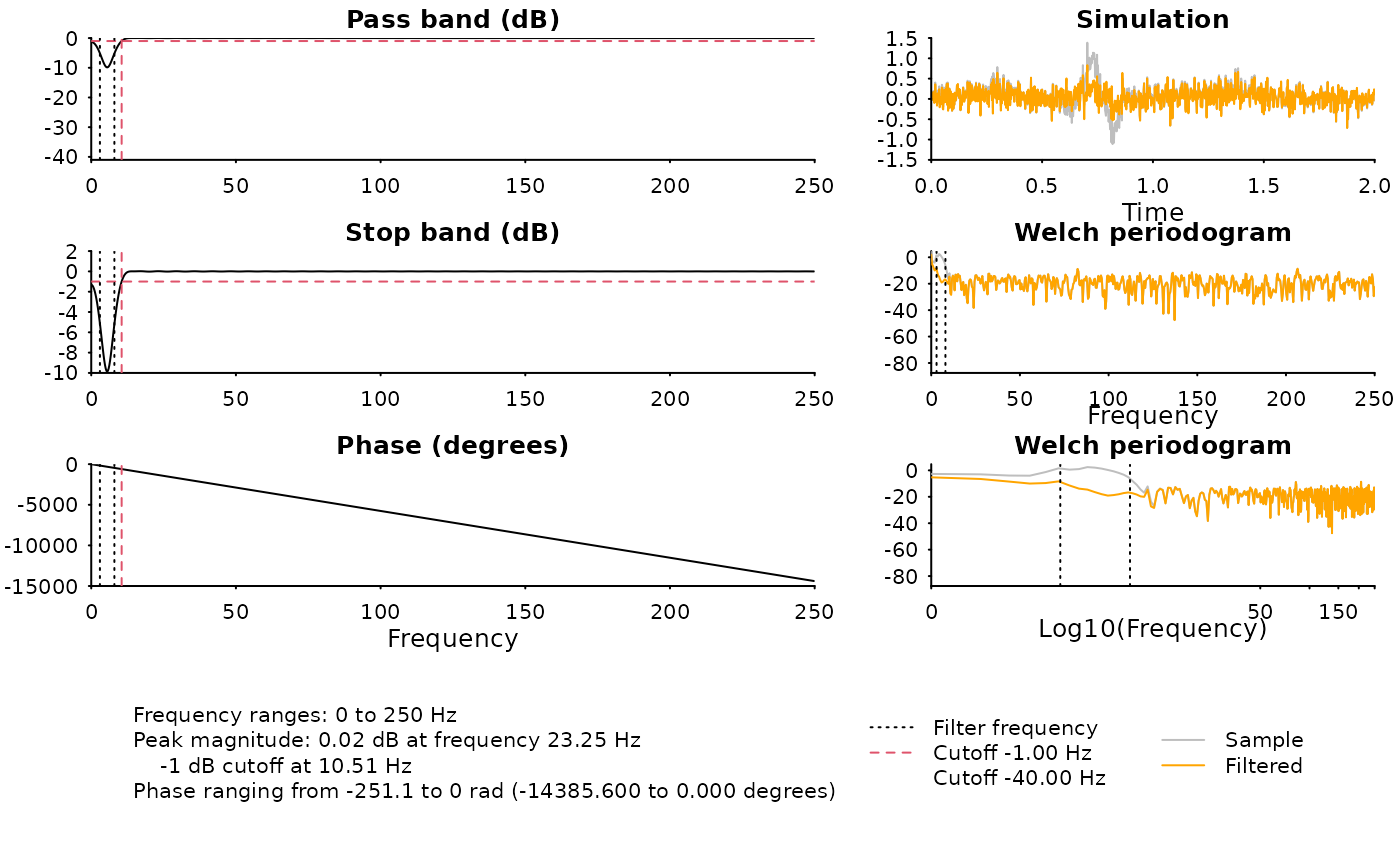 Pass band (dB)
0
-10
-20
-30
-40
0 50 100 150 200 250
Stop band (dB)
2
0
-2
-4
-6
-8
-10
0 50 100 150 200 250
Phase (degrees)
0
-5000
-10000
-15000
0 50 100 150 200 250
Frequency
Simulation
1.5
1.0
0.5
0.0
-0.5
-1.0
-1.5
0.0 0.5 1.0 1.5 2.0
Time
Welch periodogram
0
-20
-40
-60
-80
0 50 100 150 200 250
Frequency
Welch periodogram
0
-20
-40
-60
-80
0 50 150
Log10(Frequency)
Frequency ranges: 0 to 250 Hz
Peak magnitude: 0.02 dB at frequency 23.25 Hz
-1 dB cutoff at 10.51 Hz
Phase ranging from -251.1 to 0 rad (-14385.600 to 0.000 degrees)
Filter frequency
Cutoff -1.00 Hz
Cutoff -40.00 Hz
Sample
Filtered